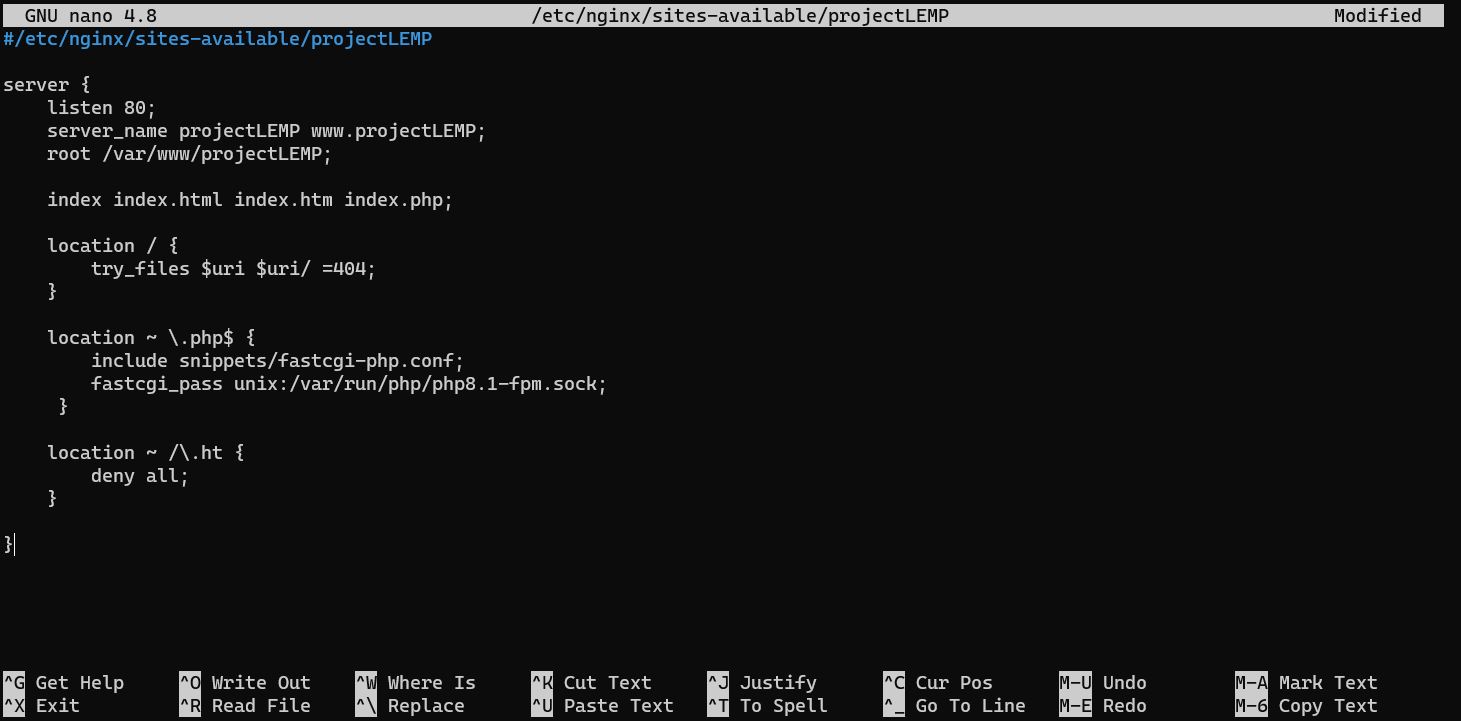 GNU nano 4.8 /etc/nginx/sites-available/projectLEMP Modified
#/etc/nginx/sites-available/projectLEMP
server {
    listen 80;
    server_name projectLEMP www.projectLEMP;
    root /var/www/projectLEMP;
    index index.html index.htm index.php;
    location / {
        try_files $uri $uri/ =404;
    }
    location ~ \.php$ {
        include snippets/fastcgi-php.conf;
        fastcgi_pass unix:/var/run/php/php8.1-fpm.sock;
     }
    location ~ /\.ht {
        deny all;
    }
}
^G Get Help ^O Write Out ^W Where Is ^K Cut Text ^J Justify ^C Cur Pos M-U Undo M-A Mark Text
^X Exit ^R Read File ^\ Replace ^U Paste Text ^T To Spell ^_ Go To Line M-E Redo M-6 Copy Text